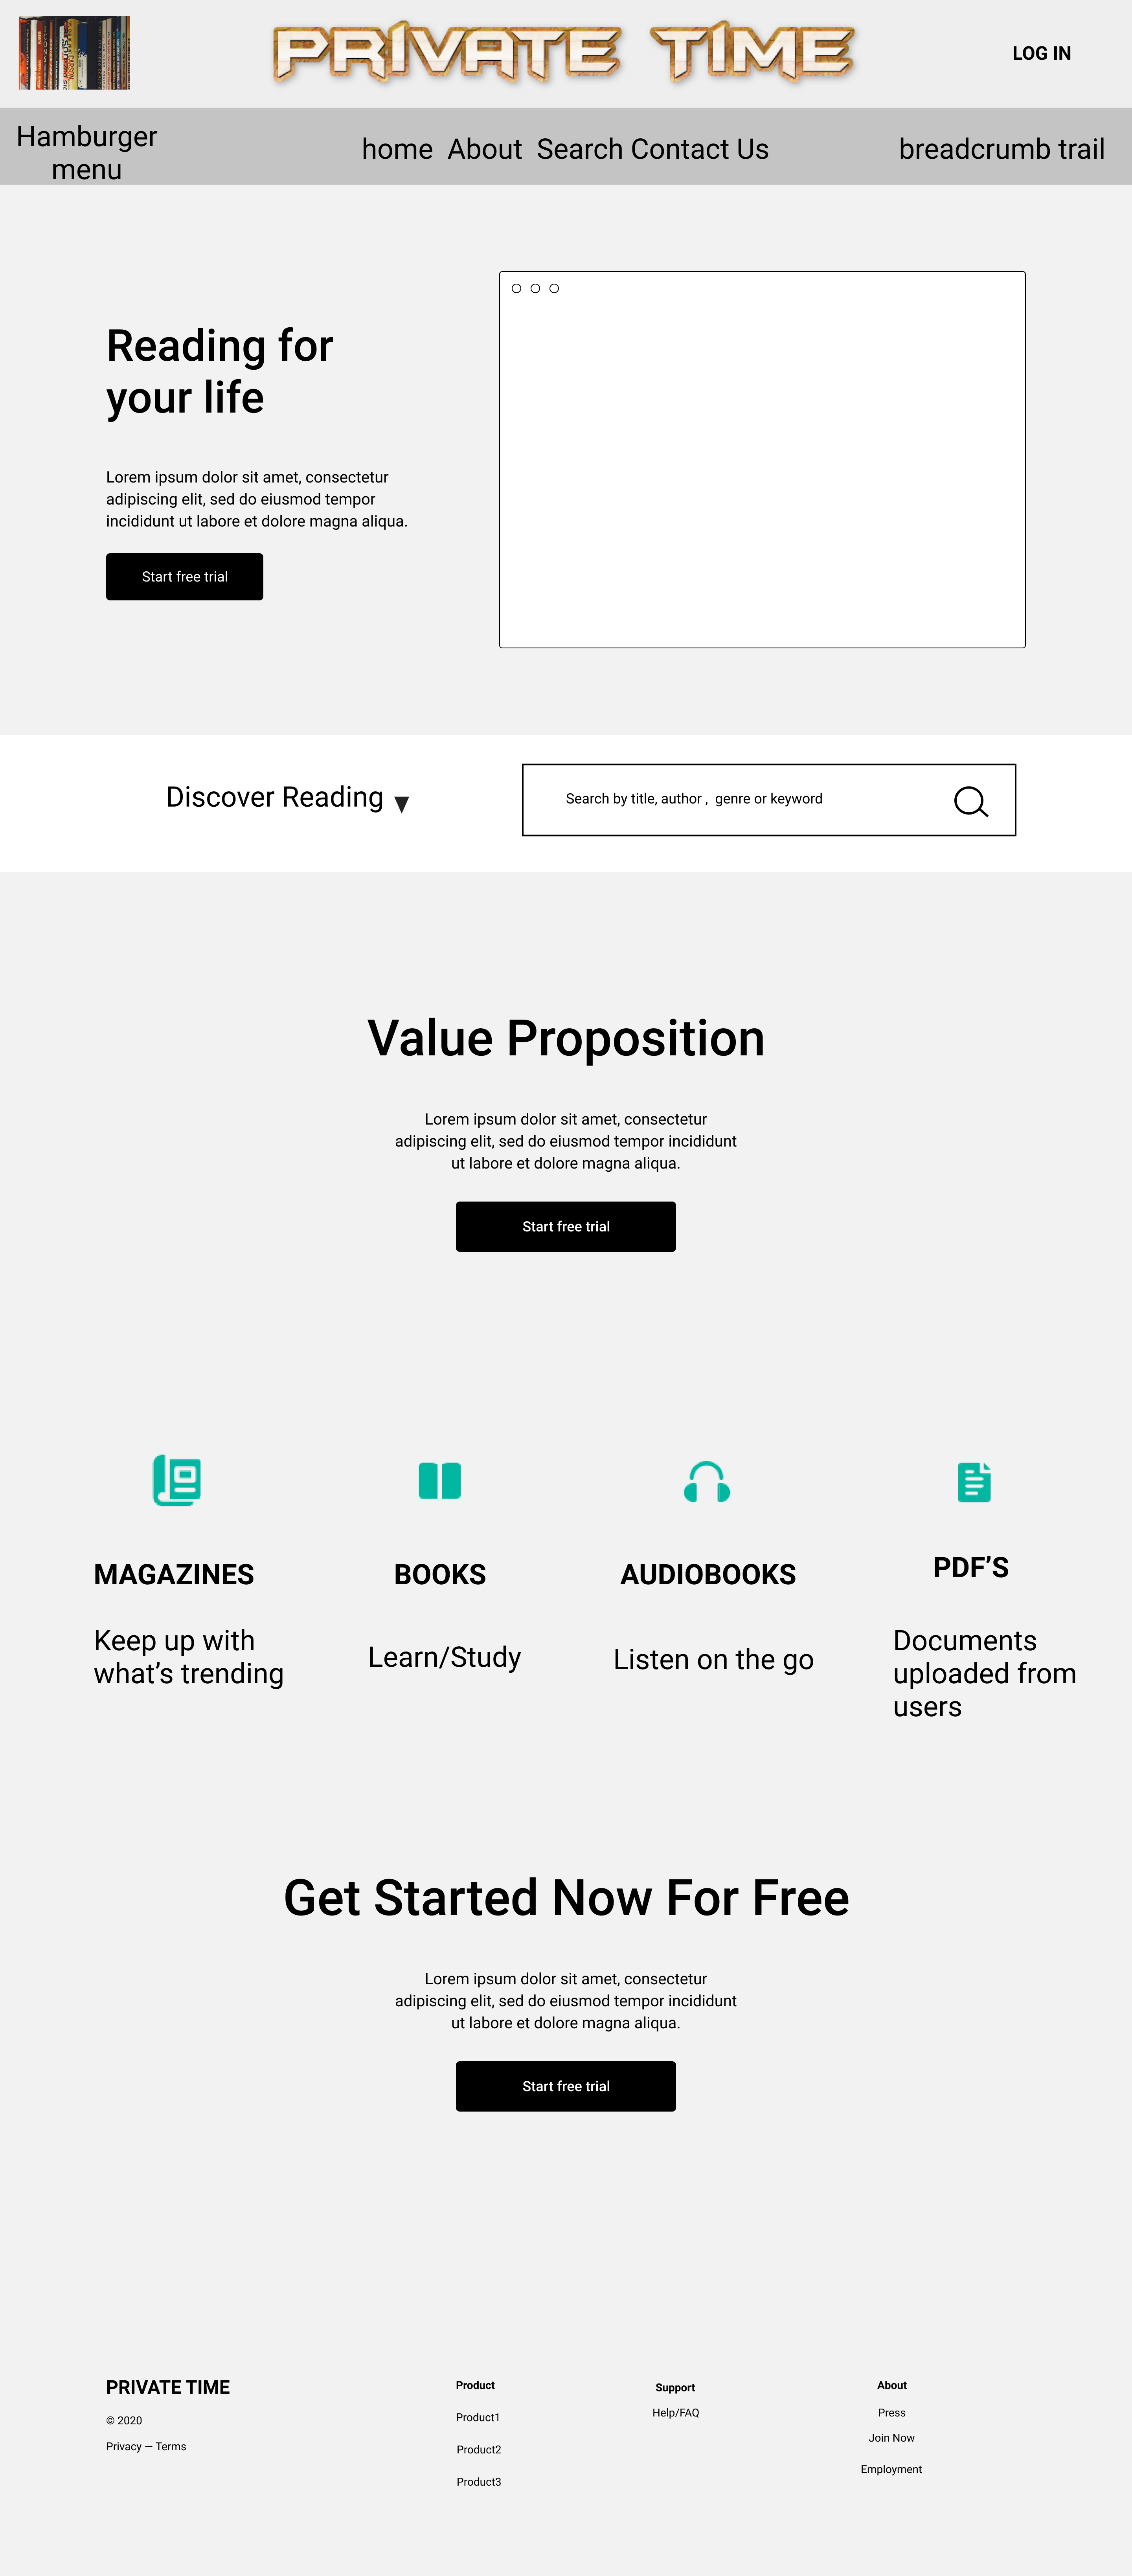 PRIVATE TIME
LOG IN
Hamburger
menu
home About Search Contact Us
breadcrumb trail
Reading for
your life
Lorem ipsum dolor sit amet, consectetur
adipiscing elit, sed do eiusmod tempor
incididunt ut labore et dolore magna aliqua.
Start free trial
Discover Reading
Search by title, author , genre or keyword
Value Proposition
Lorem ipsum dolor sit amet, consectetur
adipiscing elit, sed do eiusmod tempor incididunt
ut labore et dolore magna aliqua.
Start free trial
MAGAZINES
Keep up with
what’s trending
BOOKS
Learn/Study
AUDIOBOOKS
Listen on the go
PDF’S
Documents
uploaded from
users
Get Started Now For Free
Lorem ipsum dolor sit amet, consectetur
adipiscing elit, sed do eiusmod tempor incididunt
ut labore et dolore magna aliqua.
Start free trial
PRIVATE TIME
© 2020
Privacy — Terms
Product
Product1
Product2
Product3
Support
Help/FAQ
About
Press
Join Now
Employment